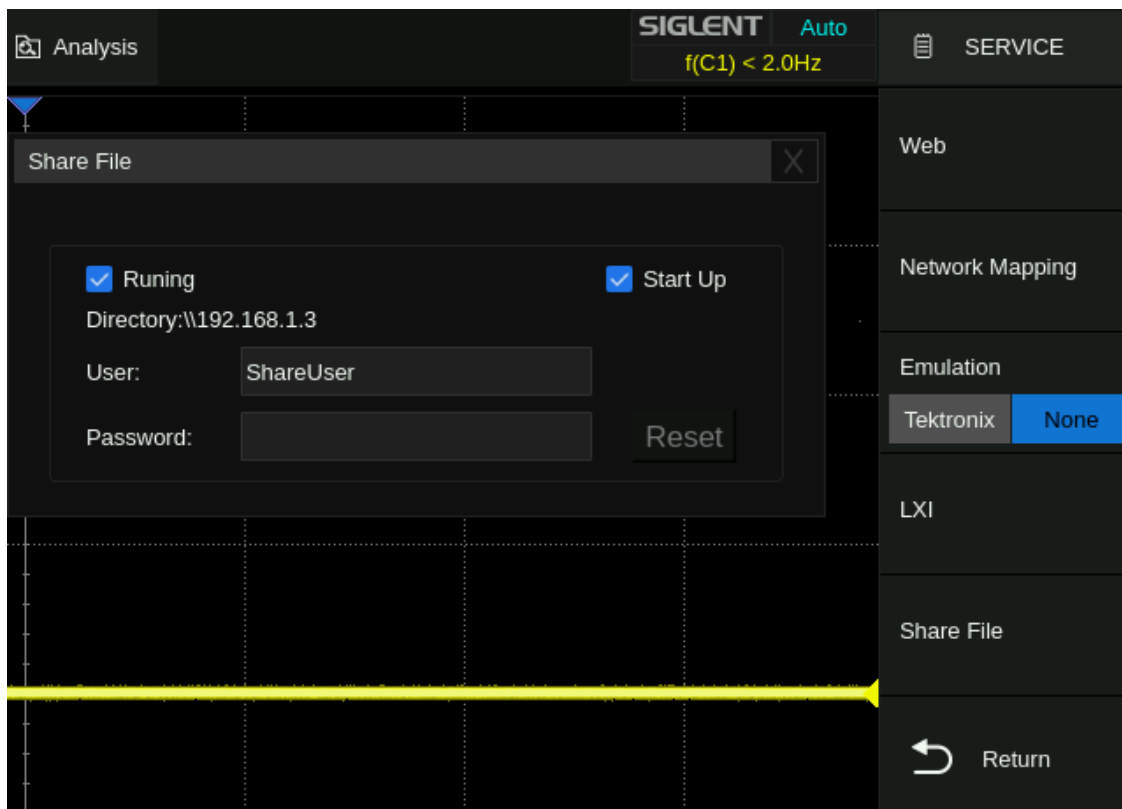 Analysis
SIGLENT Auto
f(C1) < 2.0Hz
SERVICE
Share File X
Runing Start Up
Directory:\\192.168.1.3
User: ShareUser
Password: Reset
Web
Network Mapping
Emulation
Tektronix None
LXI
Share File
Return